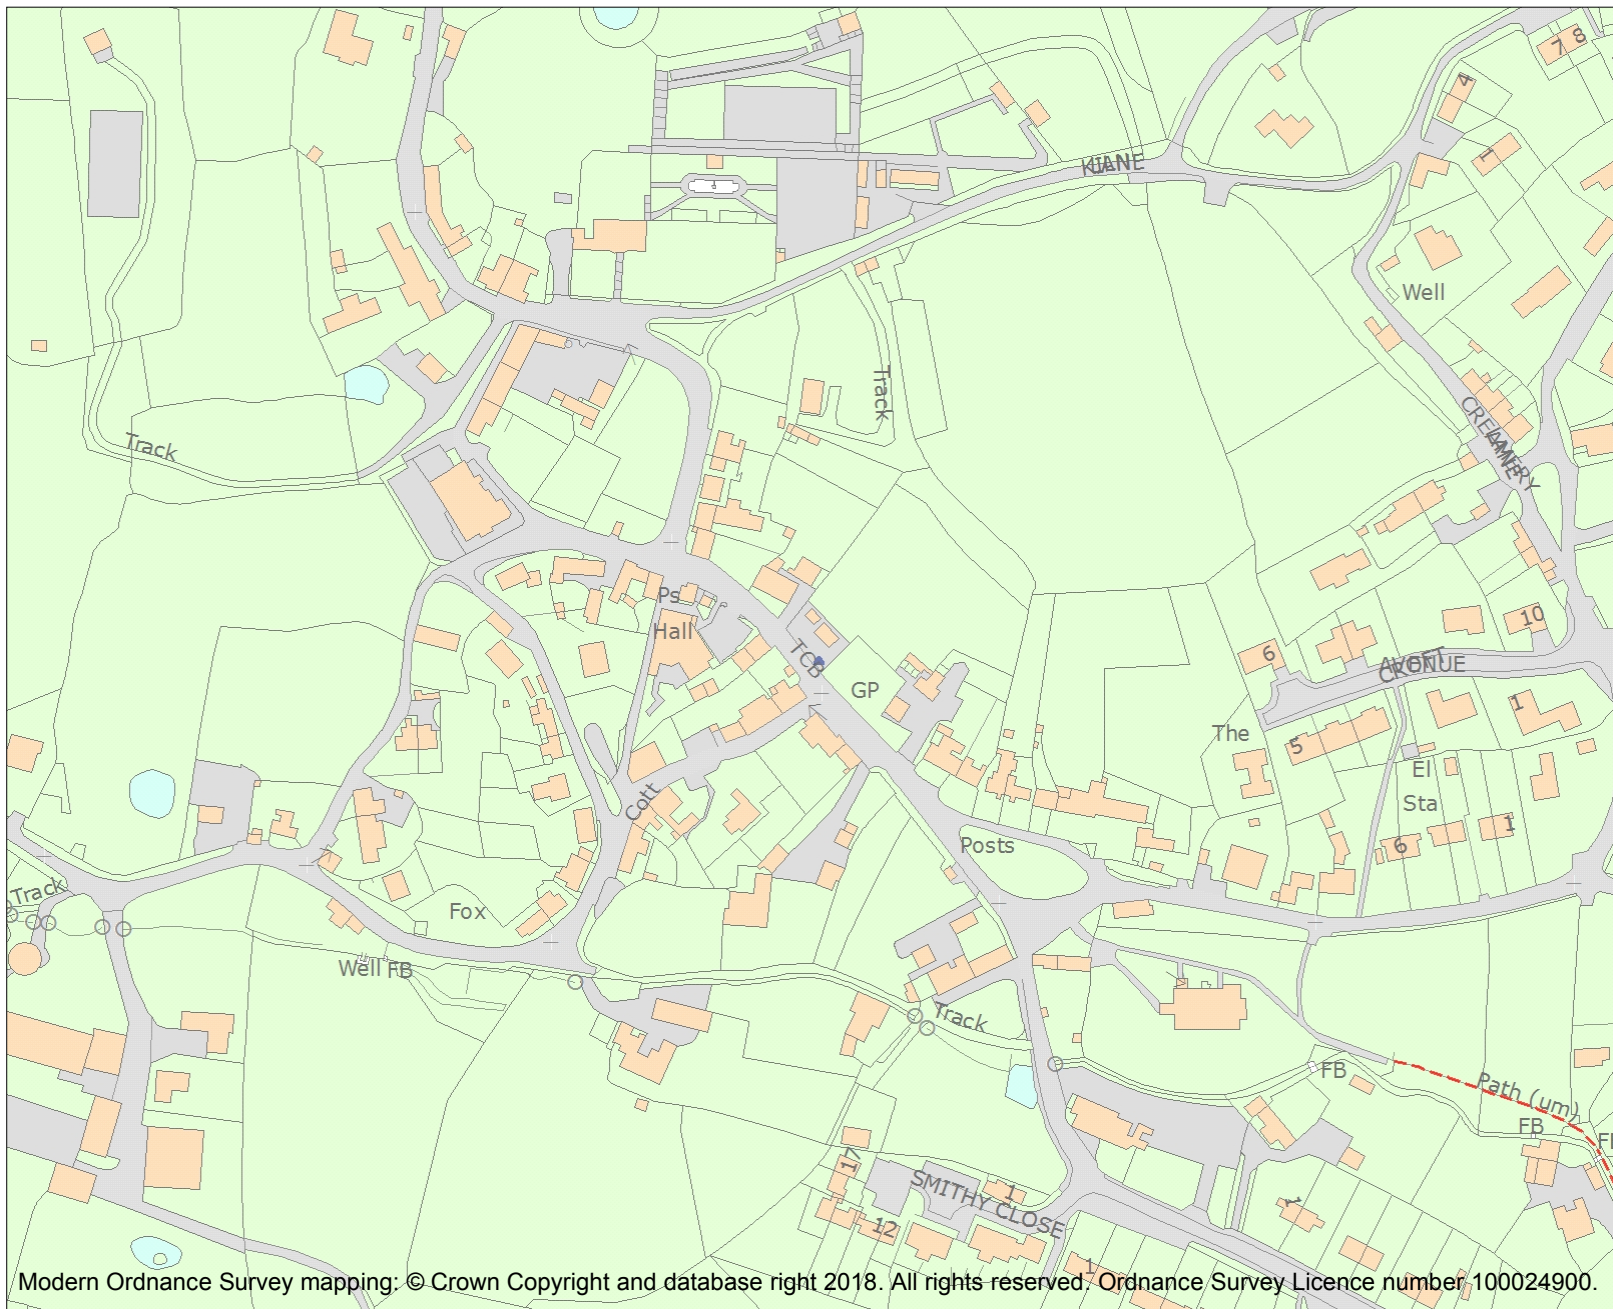 7 8
4
1
LANE
Well
Track
Track
CREAMERY
LANE
Ps
Hall
TCB
GP
10
6
AVENUE
CROFT
1
The
5
El
Sta
1
6
Cott
Posts
Track
Fox
Well FB
Track
FB
Path (um)
FB
17
SMITHY CLOSE
1
12
1
1
Modern Ordnance Survey mapping: © Crown Copyright and database right 2018. All rights reserved. Ordnance Survey Licence number 100024900.